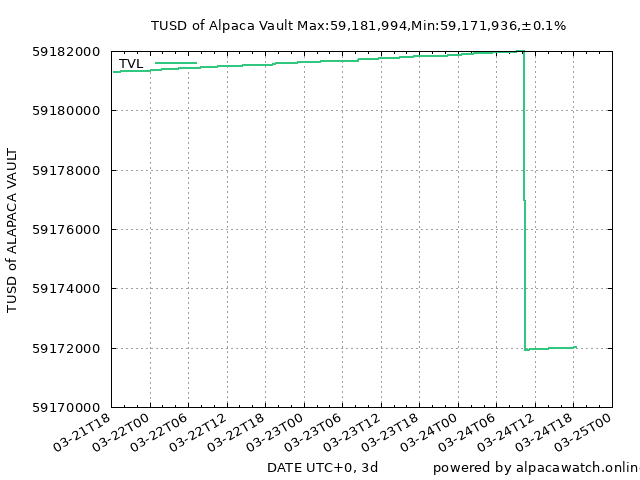 TUSD of Alpaca Vault Max:59,181,994,Min:59,171,936,±0.1%
TVL
59182000
59180000
59178000
59176000
59174000
59172000
59170000
TUSD of ALAPACA VAULT
03-21T18
03-22T00
03-22T06
03-22T12
03-22T18
03-23T00
03-23T06
03-23T12
03-23T18
03-24T00
03-24T06
03-24T12
03-24T18
03-25T00
DATE UTC+0, 3d
powered by alpacawatch.onlin